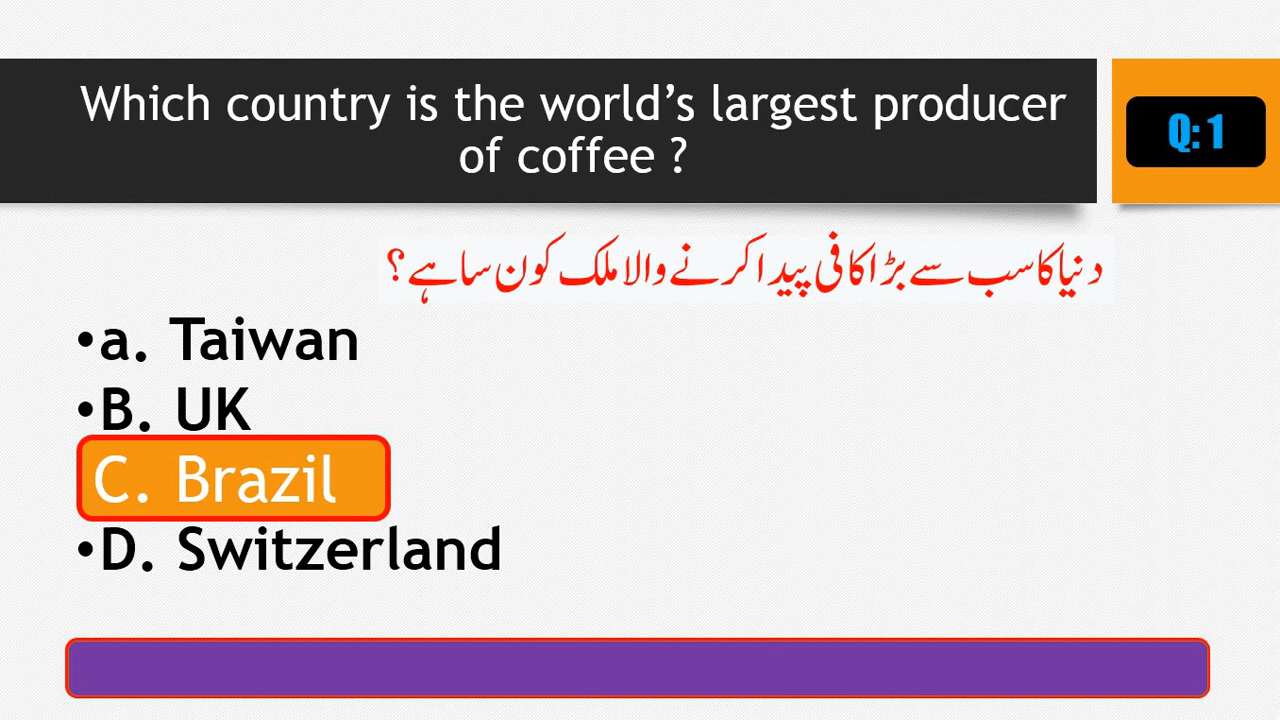 Which country is the world’s largest producer
of coffee ?
Q: 1
دنیا کا سب سے بڑا کافی پیدا کرنے والا ملک کون سا ہے ؟
•a. Taiwan
•B. UK
C. Brazil
•D. Switzerland